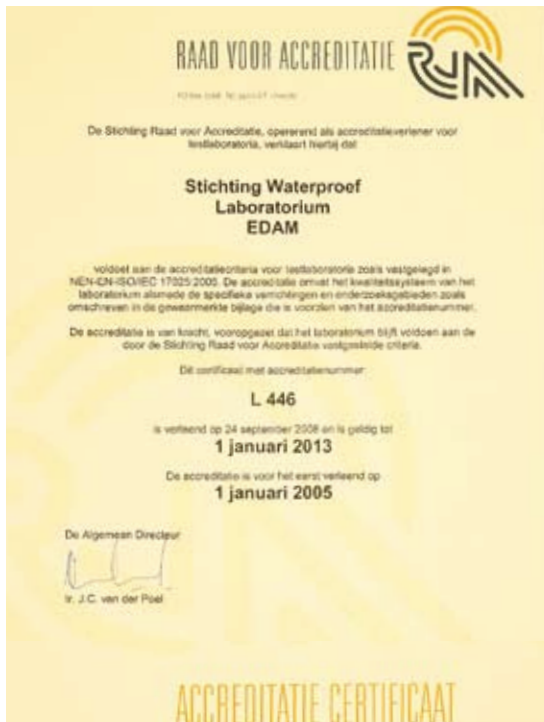 RAAD VOOR ACCREDITATIE
RvA
De Stichting Raad voor Accreditatie, opererend als accreditatieverlener voor
testlaboratoria, verklaart hierbij dat
Stichting Waterproef
Laboratorium
EDAM
voldoet aan de accreditatiecriteria voor testlaboratoria zoals vastgelegd in
NEN-EN-ISO/IEC 17025:2005. De accreditatie omvat het kwaliteitssysteem van het
laboratorium alsmede de specifieke verrichtingen en onderzoeksgebieden zoals
omschreven in de gewaarmerkte bijlage die is voorzien van het accreditatienummer.
De accreditatie is van kracht, vooropgezet dat het laboratorium blijft voldoen aan de
door de Stichting Raad voor Accreditatie vastgestelde criteria.
Dit certificaat met accreditatienummer:
L 446
is verleend op 24 september 2008 en is geldig tot
1 januari 2013
De accreditatie is voor het eerst verleend op
1 januari 2005
De Algemeen Directeur
Ir. J.C. van der Poel
ACCREDITATIE CERTIFICAAT